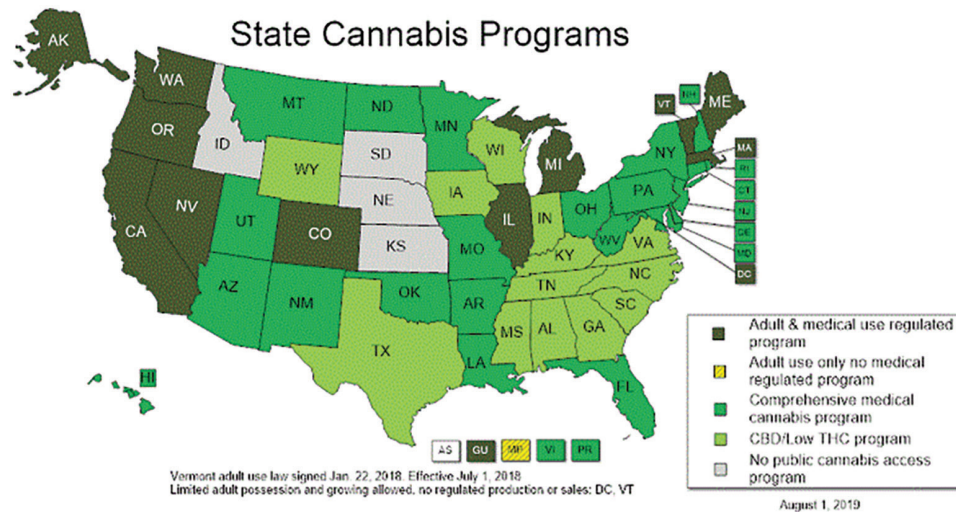 State Cannabis Programs
AK
WA
OR
CA
NV
ID
MT
WY
UT
CO
AZ
NM
ND
SD
NE
KS
OK
TX
MN
IA
MO
AR
LA
WI
IL
MI
IN
OH
KY
TN
MS
AL
GA
FL
SC
NC
VA
WV
PA
NY
VT
NH
ME
MA
RI
CT
NJ
DE
MD
DC
HI
AS
GU
MP
VI
PR
Adult & medical use regulated
program
Adult use only no medical
regulated program
Comprehensive medical
cannabis program
CBD/Low THC program
No public cannabis access
program
Vermont adult use law signed Jan. 22, 2018. Effective July 1, 2018
Limited adult possession and growing allowed, no regulated production or sales: DC, VT
August 1, 2019